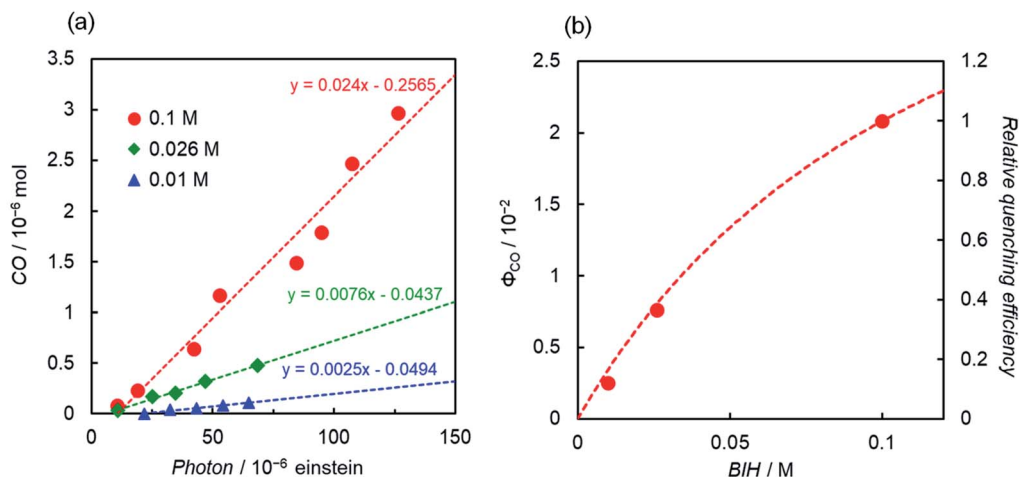 (a)
3.5
3
2.5
2
1.5
1
0.5
0
CO / 10⁻⁶ mol
0.1 M
0.026 M
0.01 M
y = 0.024x - 0.2565
y = 0.0076x - 0.0437
y = 0.0025x - 0.0494
0 50 100 150
Photon / 10⁻⁶ einstein
(b)
2.5
2
1.5
1
0.5
0
Φ_CO / 10⁻²
1.2
1
0.8
0.6
0.4
0.2
0
Relative quenching efficiency
0 0.05 0.1
BIH / M